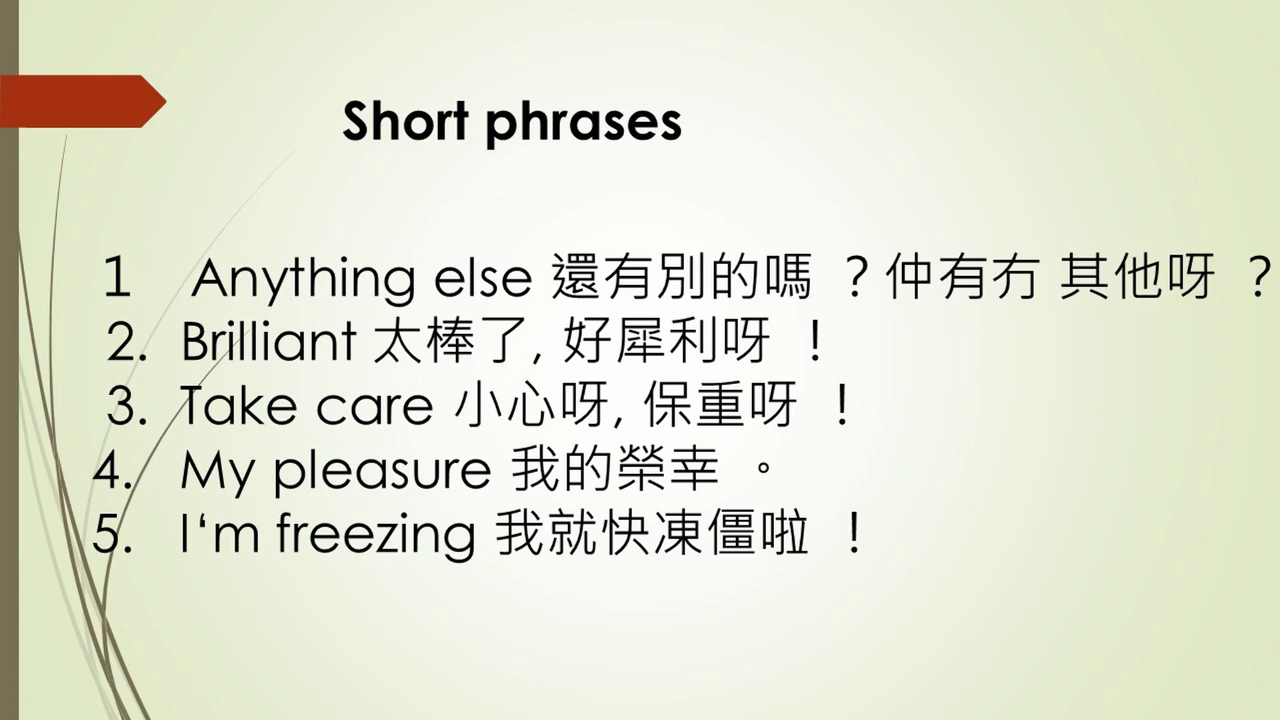 Short phrases
1 Anything else 還有別的嗎 ？仲有冇 其他呀 ？
2. Brilliant 太棒了, 好犀利呀 ！
3. Take care 小心呀, 保重呀 ！
4. My pleasure 我的榮幸 。
5. I‘m freezing 我就快凍僵啦 ！